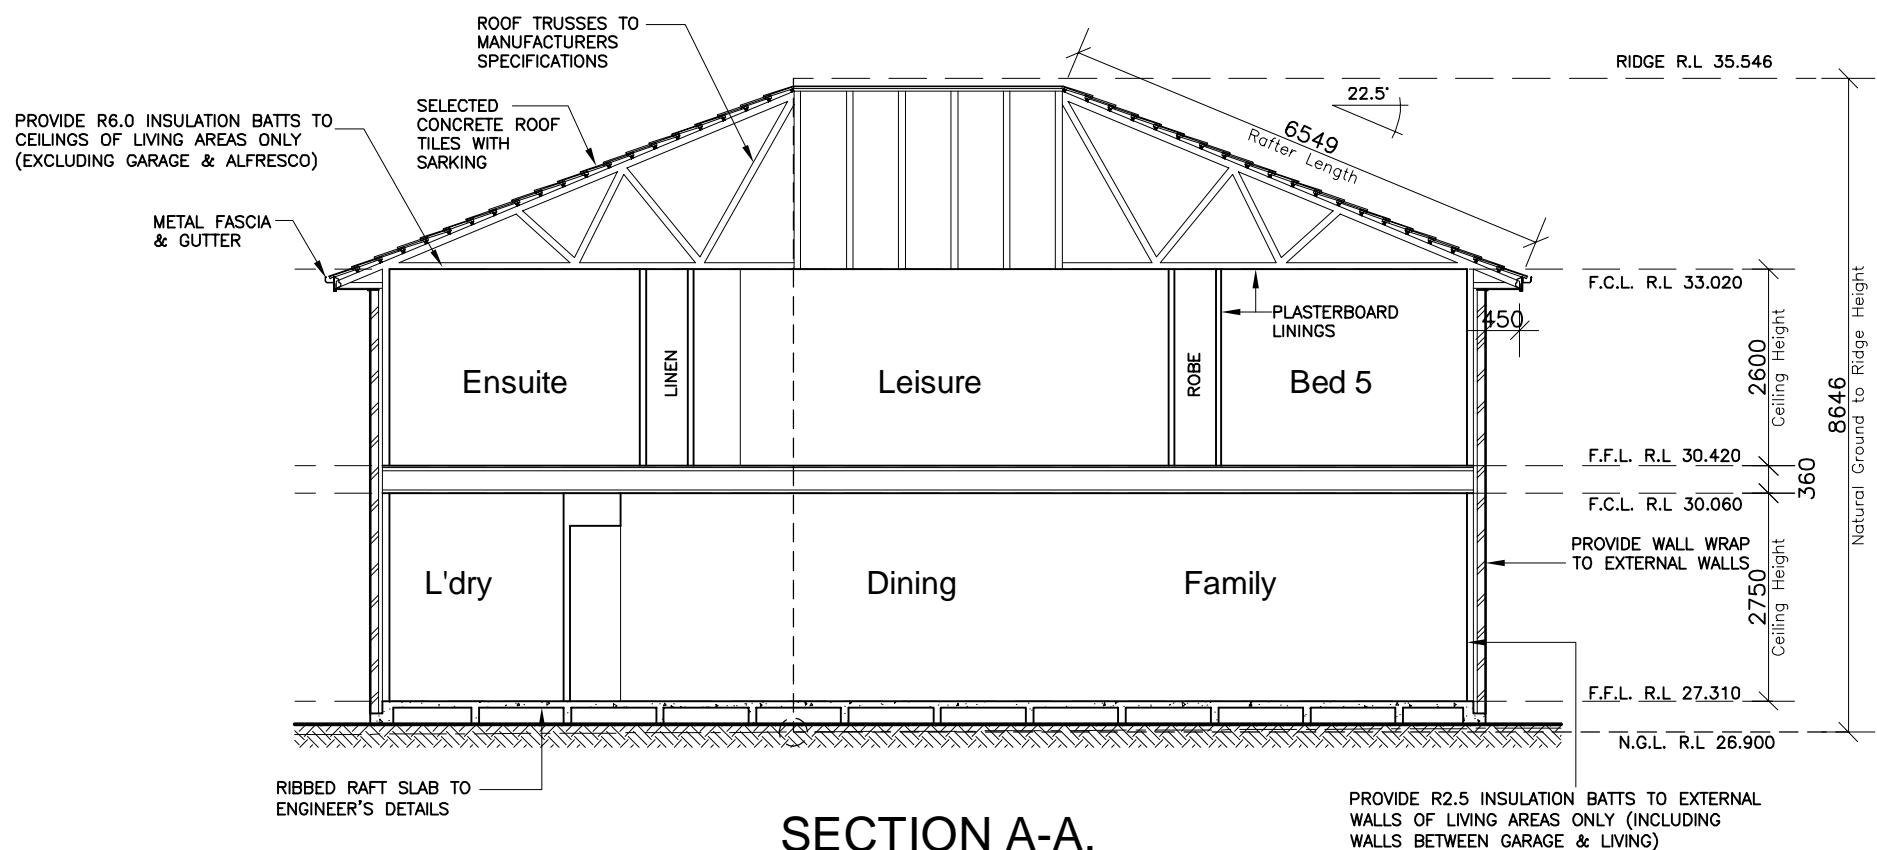 ROOF TRUSSES TO
MANUFACTURERS
SPECIFICATIONS
RIDGE R.L 35.546
22.5°
6549
Rafter Length
SELECTED
CONCRETE ROOF
TILES WITH
SARKING
PROVIDE R6.0 INSULATION BATTS TO
CEILINGS OF LIVING AREAS ONLY
(EXCLUDING GARAGE & ALFRESCO)
METAL FASCIA
& GUTTER
F.C.L. R.L 33.020
PLASTERBOARD
LININGS
450
Ensuite
LINEN
Leisure
ROBE
Bed 5
2600
Ceiling Height
8646
Natural Ground to Ridge Height
F.F.L. R.L 30.420
360
F.C.L. R.L 30.060
PROVIDE WALL WRAP
TO EXTERNAL WALLS
L'dry
Dining
Family
2750
Ceiling Height
F.F.L. R.L 27.310
N.G.L. R.L 26.900
RIBBED RAFT SLAB TO
ENGINEER'S DETAILS
PROVIDE R2.5 INSULATION BATTS TO EXTERNAL
WALLS OF LIVING AREAS ONLY (INCLUDING
WALLS BETWEEN GARAGE & LIVING)
SECTION A-A.